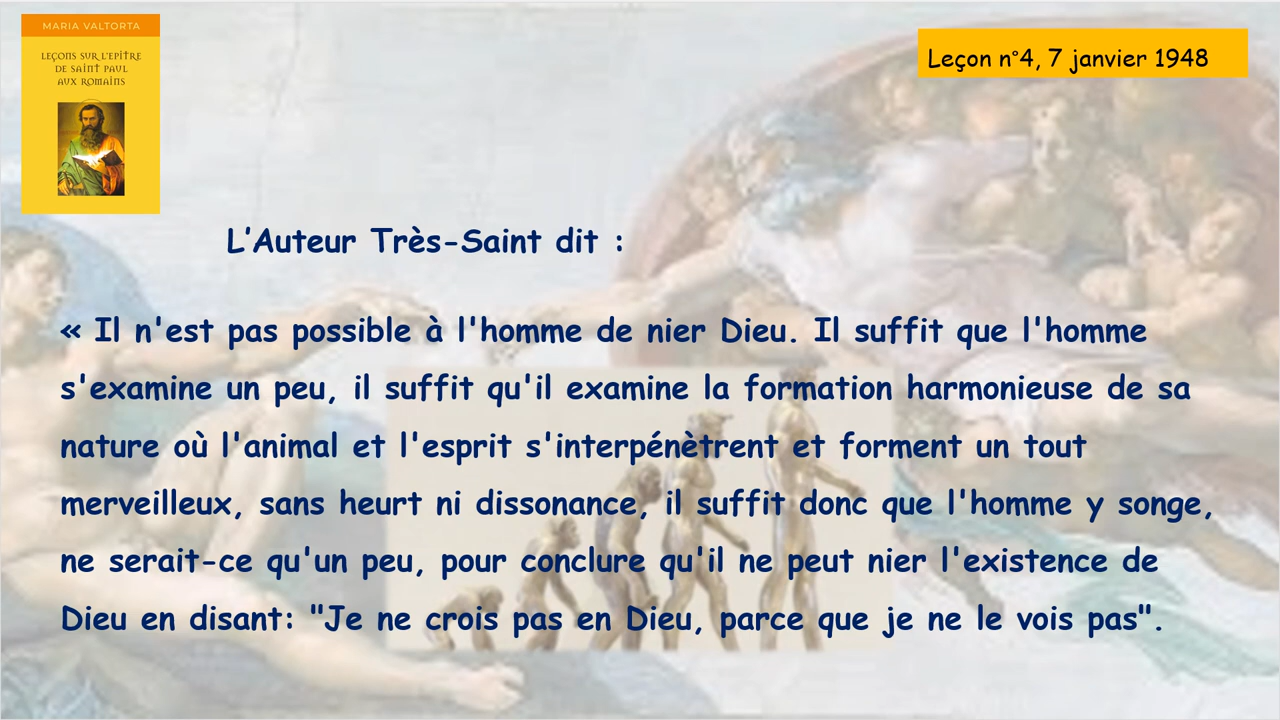 MARIA VALTORTA
LEÇONS SUR L'EPÎTRE
DE SAINT PAUL
AUX ROMAINS
Leçon n°4, 7 janvier 1948
L’Auteur Très-Saint dit :
« Il n'est pas possible à l'homme de nier Dieu. Il suffit que l'homme
s'examine un peu, il suffit qu'il examine la formation harmonieuse de sa
nature où l'animal et l'esprit s'interpénètrent et forment un tout
merveilleux, sans heurt ni dissonance, il suffit donc que l'homme y songe,
ne serait-ce qu'un peu, pour conclure qu'il ne peut nier l'existence de
Dieu en disant: "Je ne crois pas en Dieu, parce que je ne le vois pas".